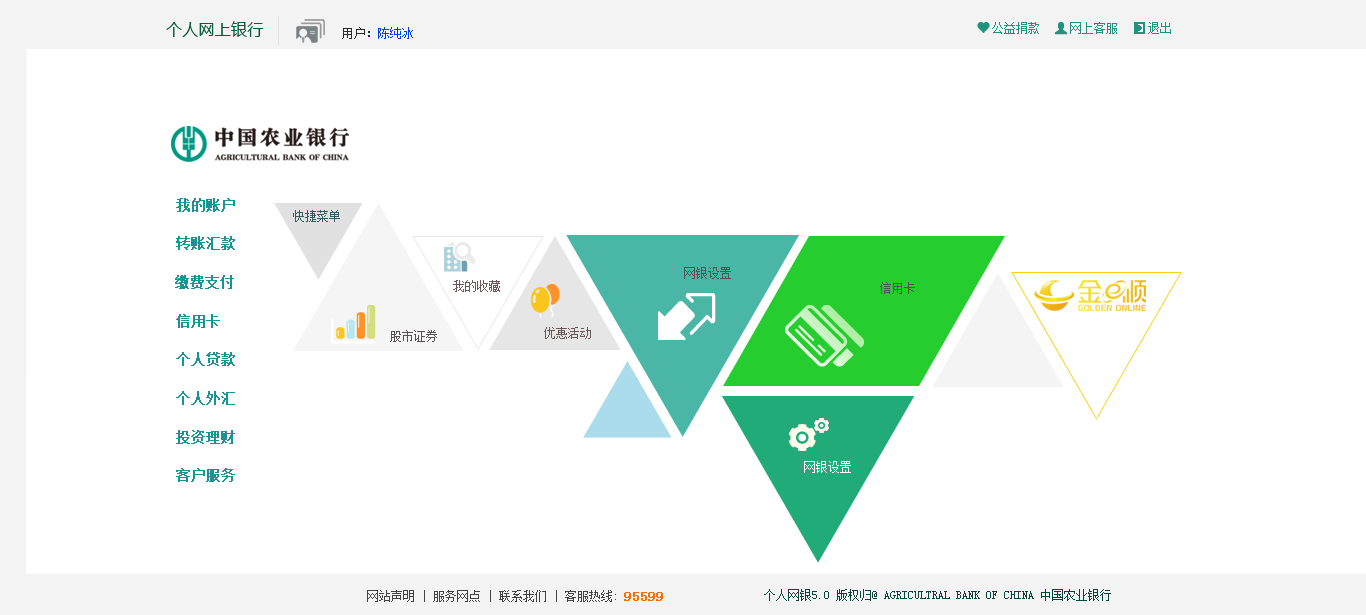 个人网上银行
用户：陈纯冰
公益捐款 网上客服 退出
中国农业银行
AGRICULTURAL BANK OF CHINA
我的账户
转账汇款
缴费支付
信用卡
个人贷款
个人外汇
投资理财
客户服务
快捷菜单
股市证券
我的收藏
优惠活动
网银设置
信用卡
金e顺
GOLDEN ONLINE
网银设置
网站声明 | 服务网点 | 联系我们 | 客服热线：95599
个人网银5.0 版权归@ AGRICULTRAL BANK OF CHINA 中国农业银行